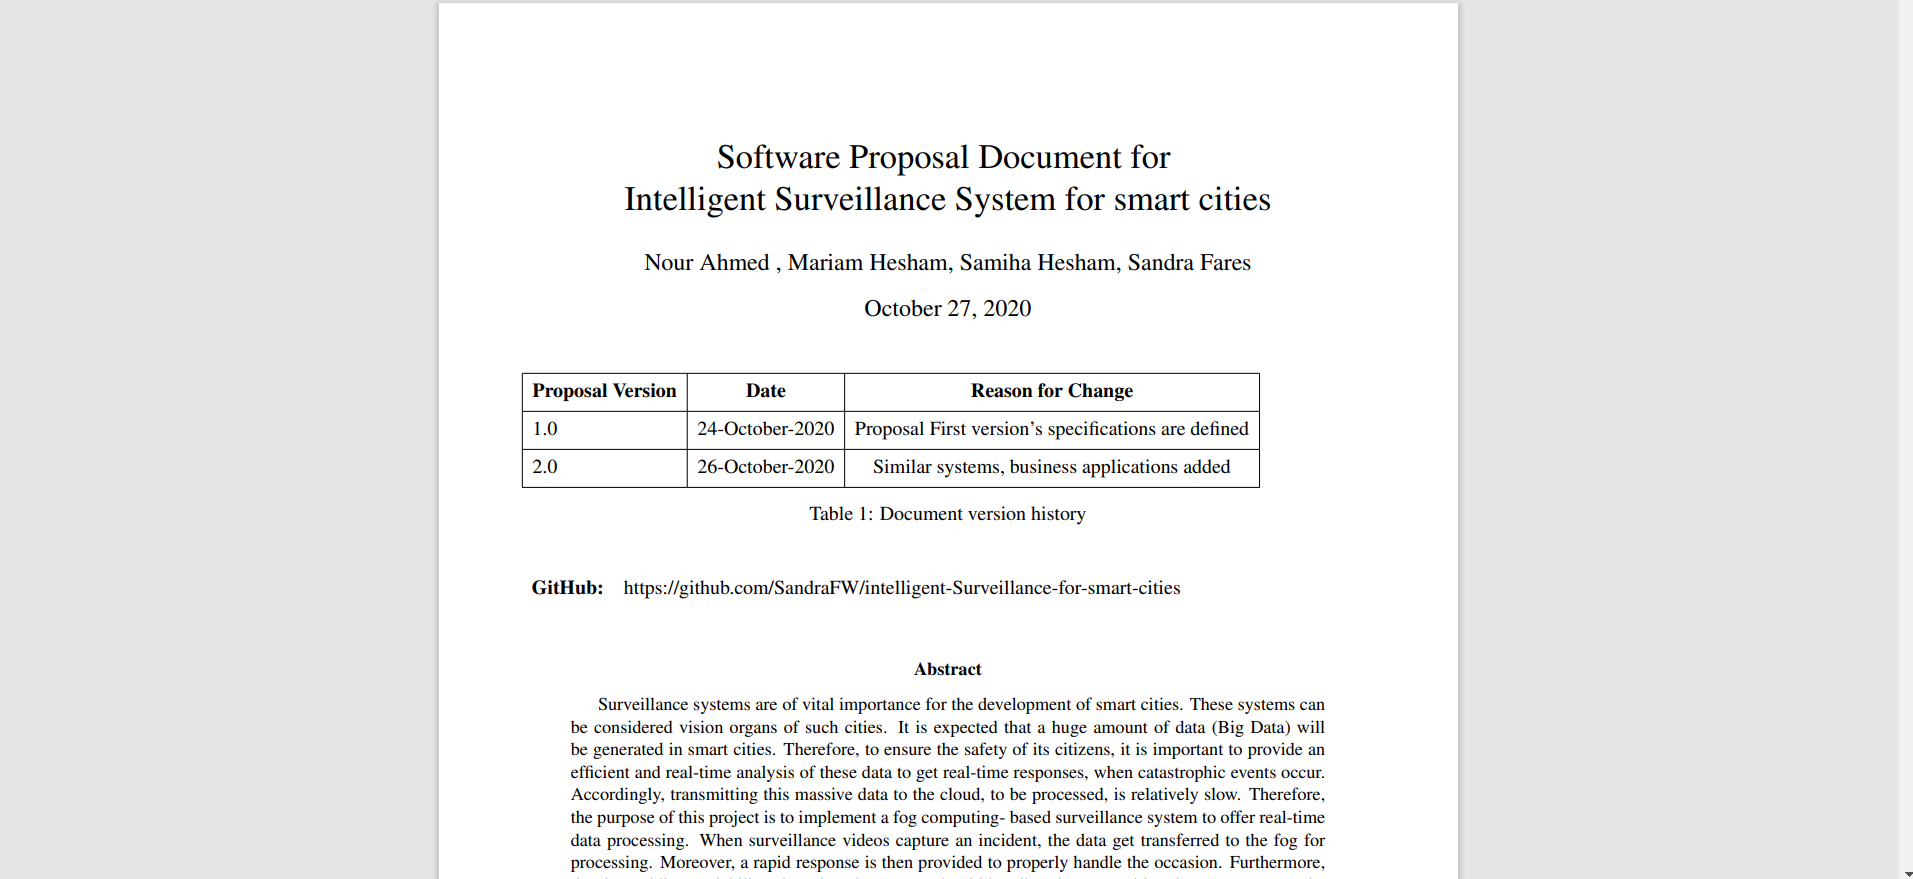 Software Proposal Document for
Intelligent Surveillance System for smart cities
Nour Ahmed , Mariam Hesham, Samiha Hesham, Sandra Fares
October 27, 2020
Proposal Version Date Reason for Change
1.0 24-October-2020 Proposal First version's specifications are defined
2.0 26-October-2020 Similar systems, business applications added
Table 1: Document version history
GitHub: https://github.com/SandraFW/intelligent-Surveillance-for-smart-cities
Abstract
Surveillance systems are of vital importance for the development of smart cities. These systems can
be considered vision organs of such cities. It is expected that a huge amount of data (Big Data) will
be generated in smart cities. Therefore, to ensure the safety of its citizens, it is important to provide an
efficient and real-time analysis of these data to get real-time responses, when catastrophic events occur.
Accordingly, transmitting this massive data to the cloud, to be processed, is relatively slow. Therefore,
the purpose of this project is to implement a fog computing- based surveillance system to offer real-time
data processing. When surveillance videos capture an incident, the data get transferred to the fog for
processing. Moreover, a rapid response is then provided to properly handle the occasion. Furthermore,